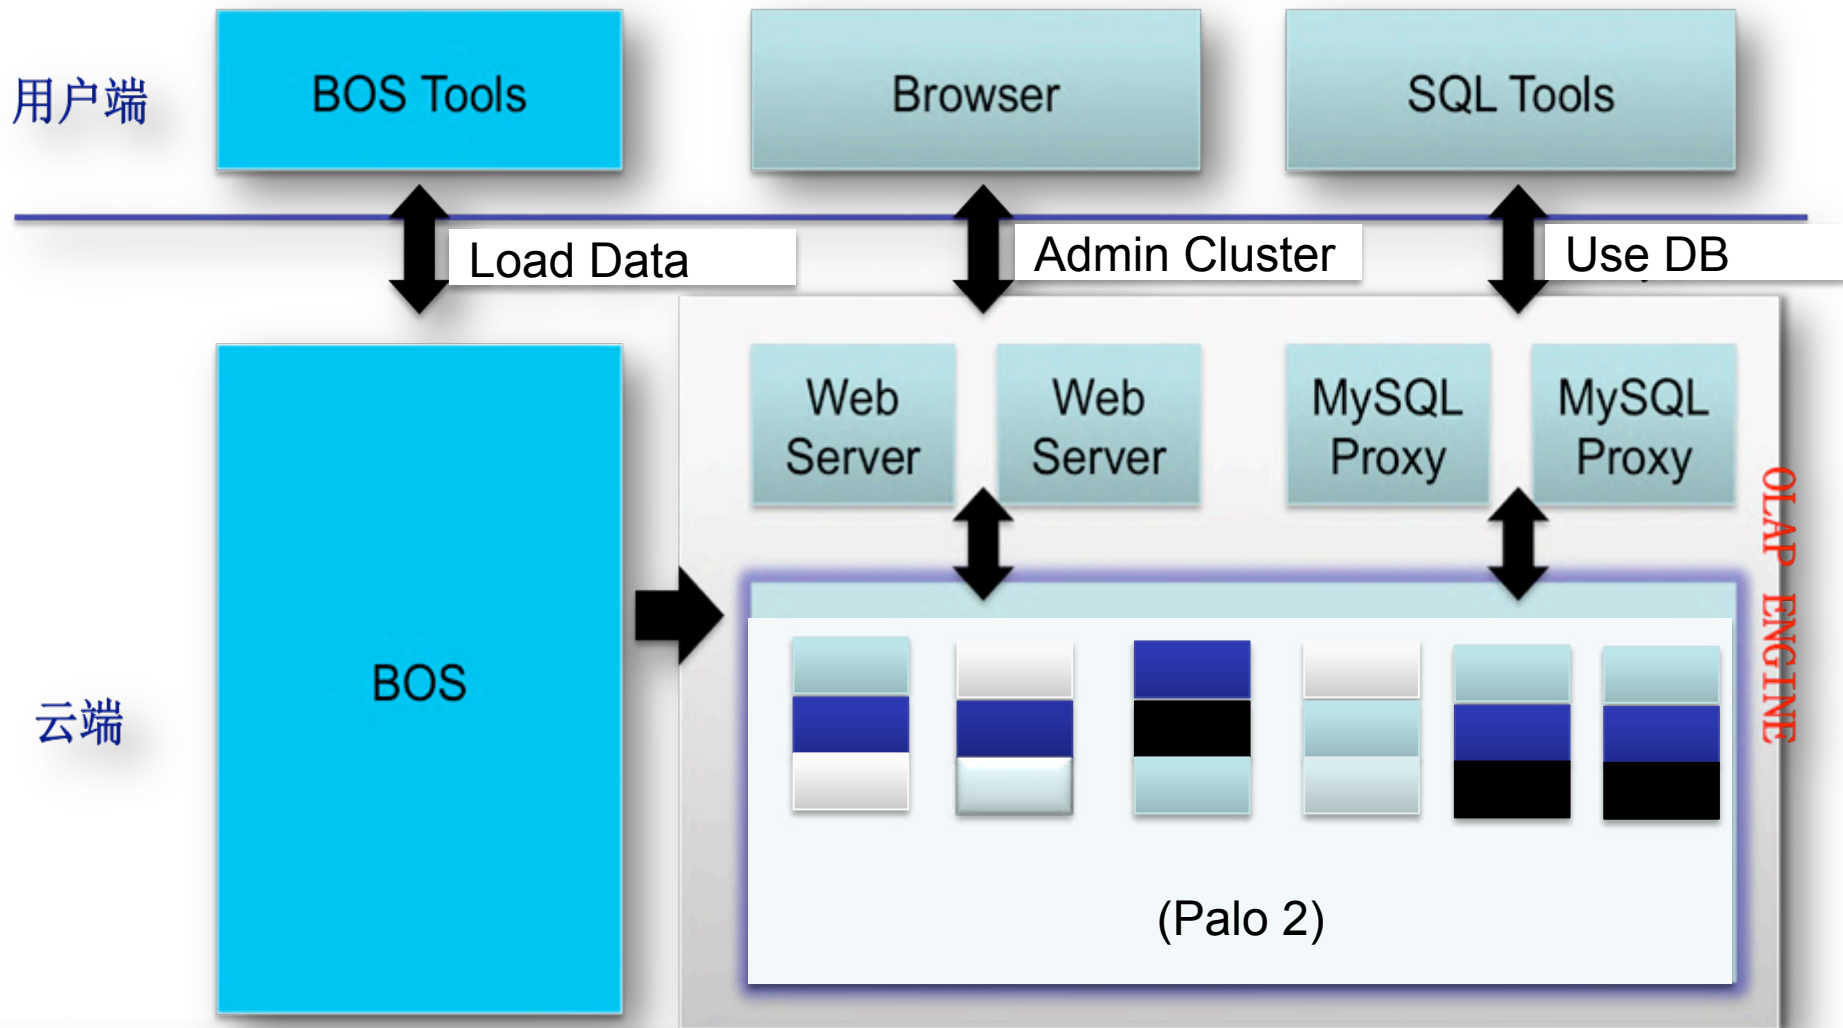 用户端
BOS Tools
Browser
SQL Tools
Load Data
Admin Cluster
Use DB
Web
Server
Web
Server
MySQL
Proxy
MySQL
Proxy
OLAP ENGINE
云端
BOS
(Palo 2)